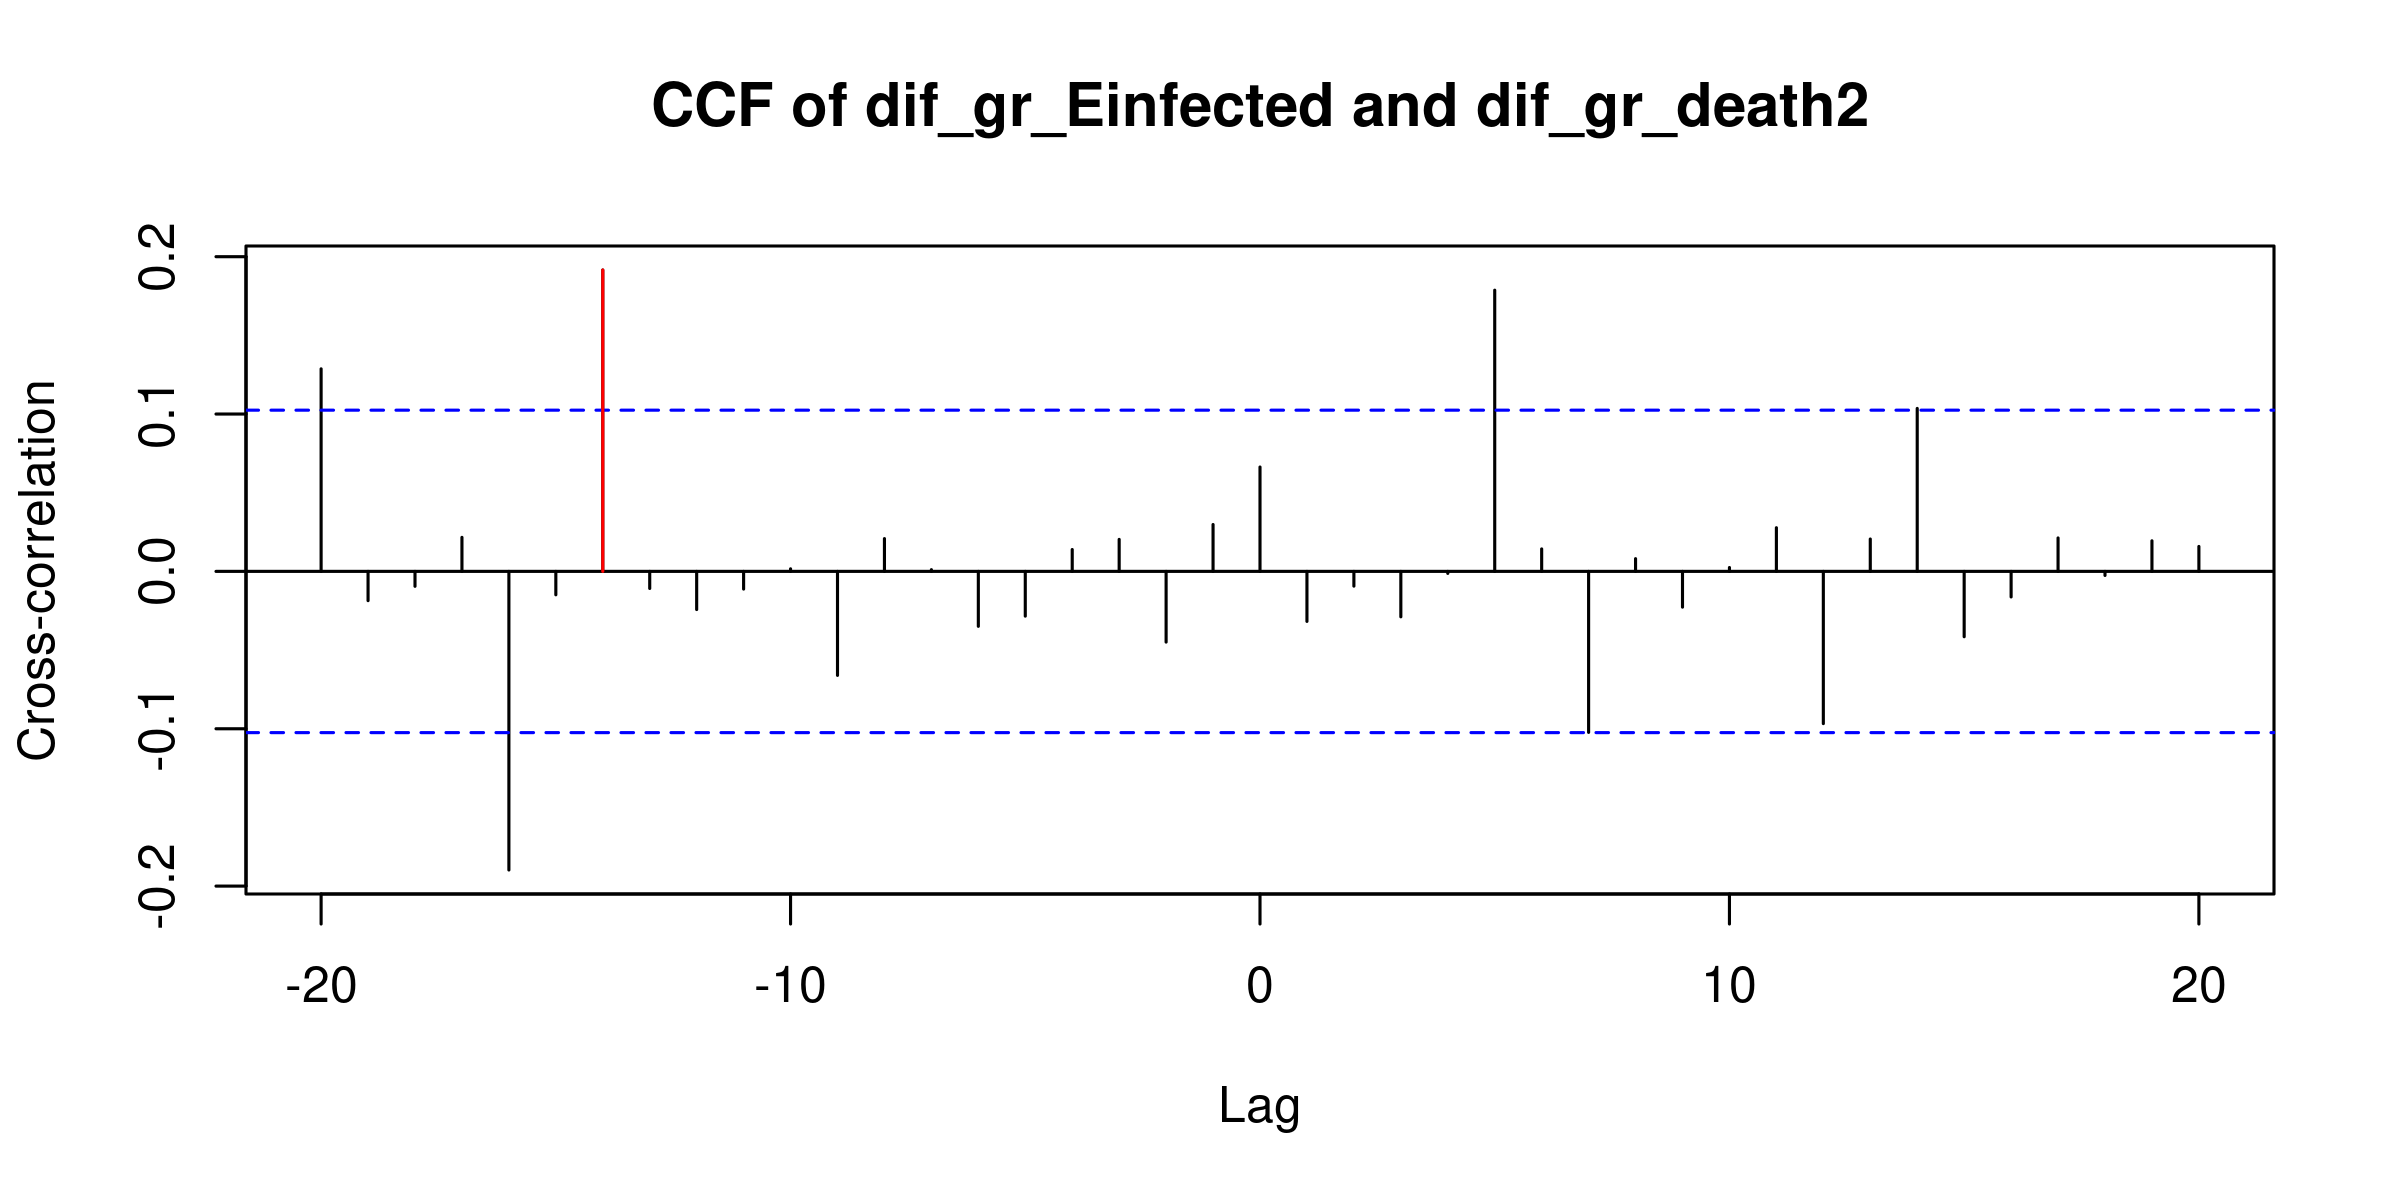 CCF of dif_gr_Einfected and dif_gr_death2
Cross-correlation
0.2
0.1
0.0
-0.1
-0.2
-20 -10 0 10 20
Lag